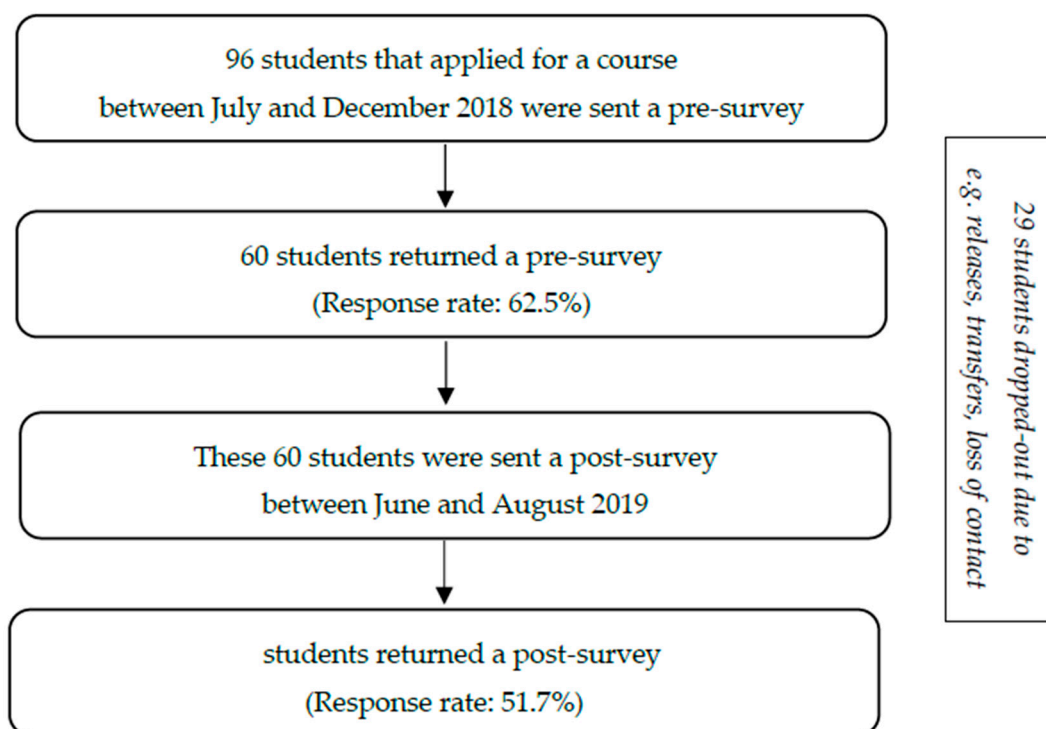 96 students that applied for a course
between July and December 2018 were sent a pre-survey
60 students returned a pre-survey
(Response rate: 62.5%)
These 60 students were sent a post-survey
between June and August 2019
students returned a post-survey
(Response rate: 51.7%)
29 students dropped-out due to
e.g. releases, transfers, loss of contact